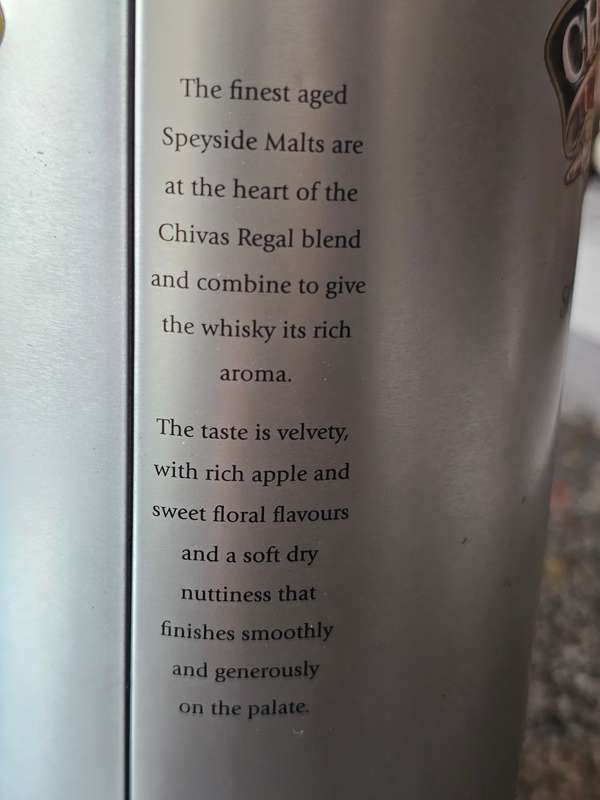 The finest aged
Speyside Malts are
at the heart of the
Chivas Regal blend
and combine to give
the whisky its rich
aroma.
The taste is velvety,
with rich apple and
sweet floral flavours
and a soft dry
nuttiness that
finishes smoothly
and generously
on the palate.
CH